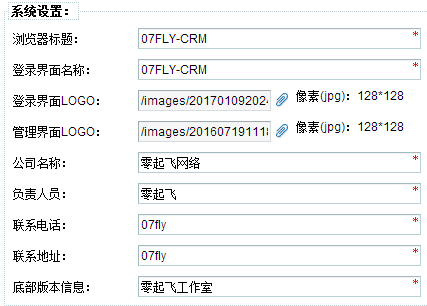 系统设置：
浏览器标题： 07FLY-CRM *
登录界面名称： 07FLY-CRM *
登录界面LOGO： /images/20170109202 像素(jpg)： 128*128
管理界面LOGO： /images/20160719111 像素(jpg)： 128*128
公司名称： 零起飞网络 *
负责人员： 零起飞 *
联系电话： 07fly *
联系地址： 07fly *
底部版本信息： 零起飞工作室 *